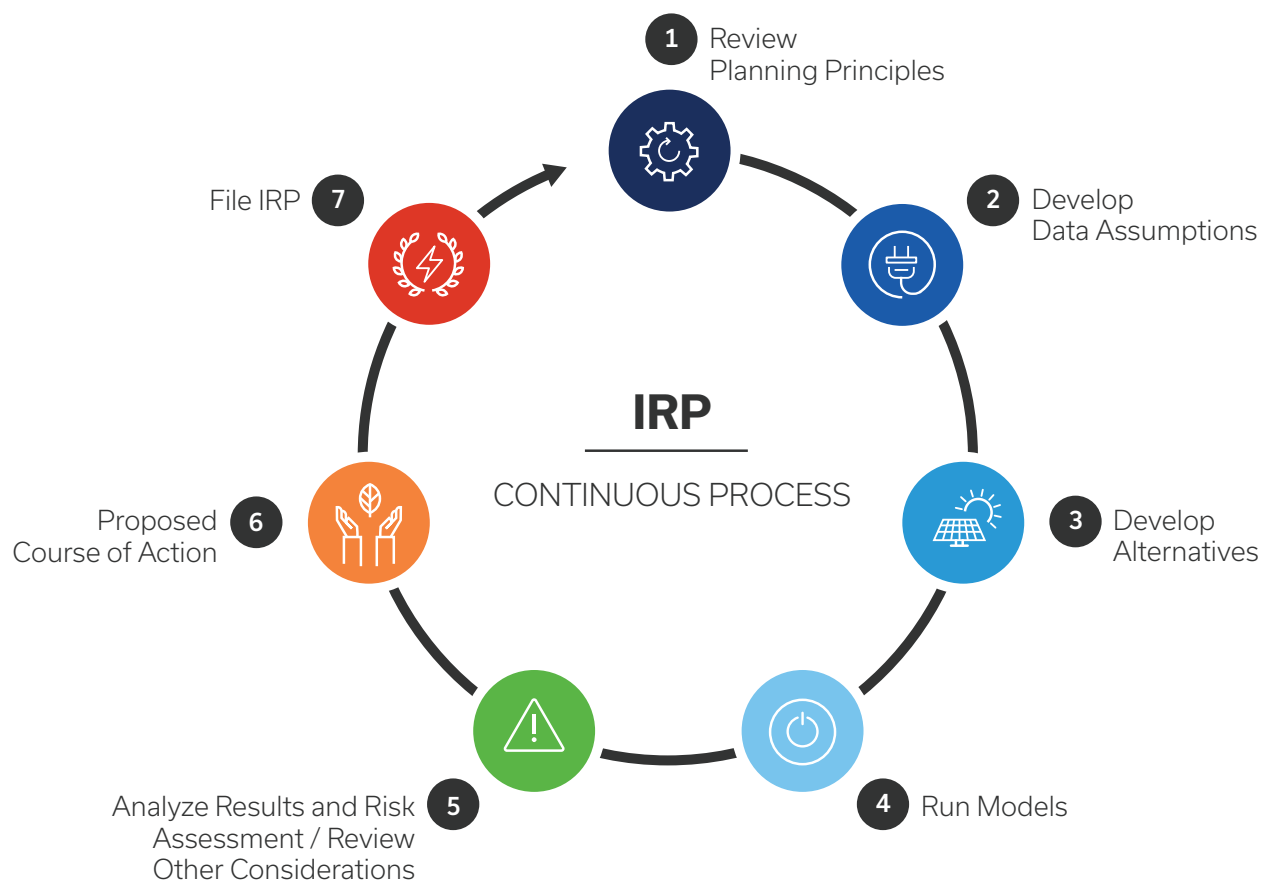 1 Review
Planning Principles
2 Develop
Data Assumptions
3 Develop
Alternatives
4 Run Models
5 Analyze Results and Risk
Assessment / Review
Other Considerations
6 Proposed
Course of Action
7 File IRP
IRP
CONTINUOUS PROCESS